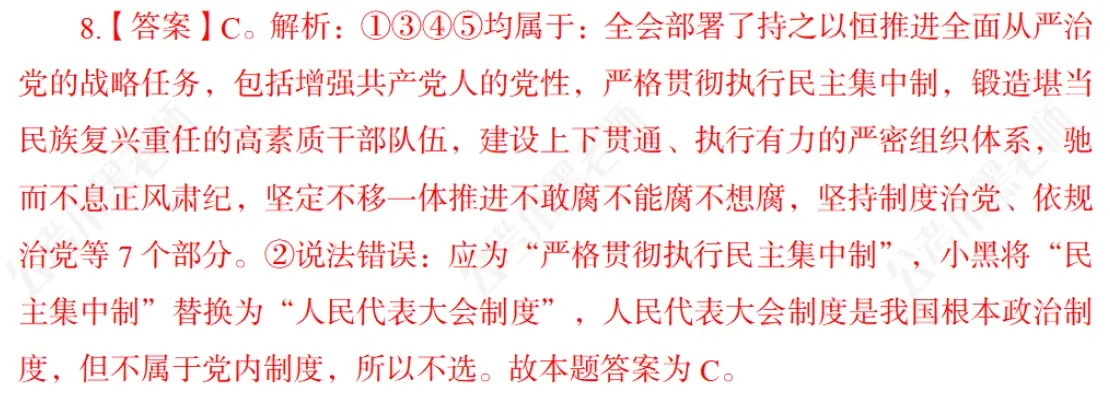 8.【答案】C。解析：①③④⑤均属于：全会部署了持之以恒推进全面从严治
党的战略任务，包括增强共产党人的党性，严格贯彻执行民主集中制，锻造堪当
民族复兴重任的高素质干部队伍，建设上下贯通、执行有力的严密组织体系，驰
而不息正风肃纪，坚定不移一体推进不敢腐不能腐不想腐，坚持制度治党、依规
治党等 7 个部分。②说法错误：应为“严格贯彻执行民主集中制”，小黑将“民
主集中制”替换为“人民代表大会制度”，人民代表大会制度是我国根本政治制
度，但不属于党内制度，所以不选。故本题答案为 C。